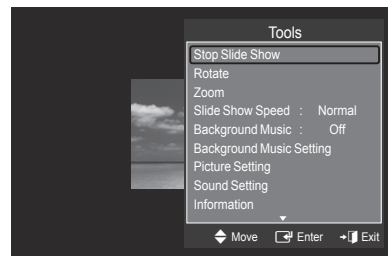 Tools
Stop Slide Show
Rotate
Zoom
Slide Show Speed : Normal
Background Music : Off
Background Music Setting
Picture Setting
Sound Setting
Information
Move Enter Exit